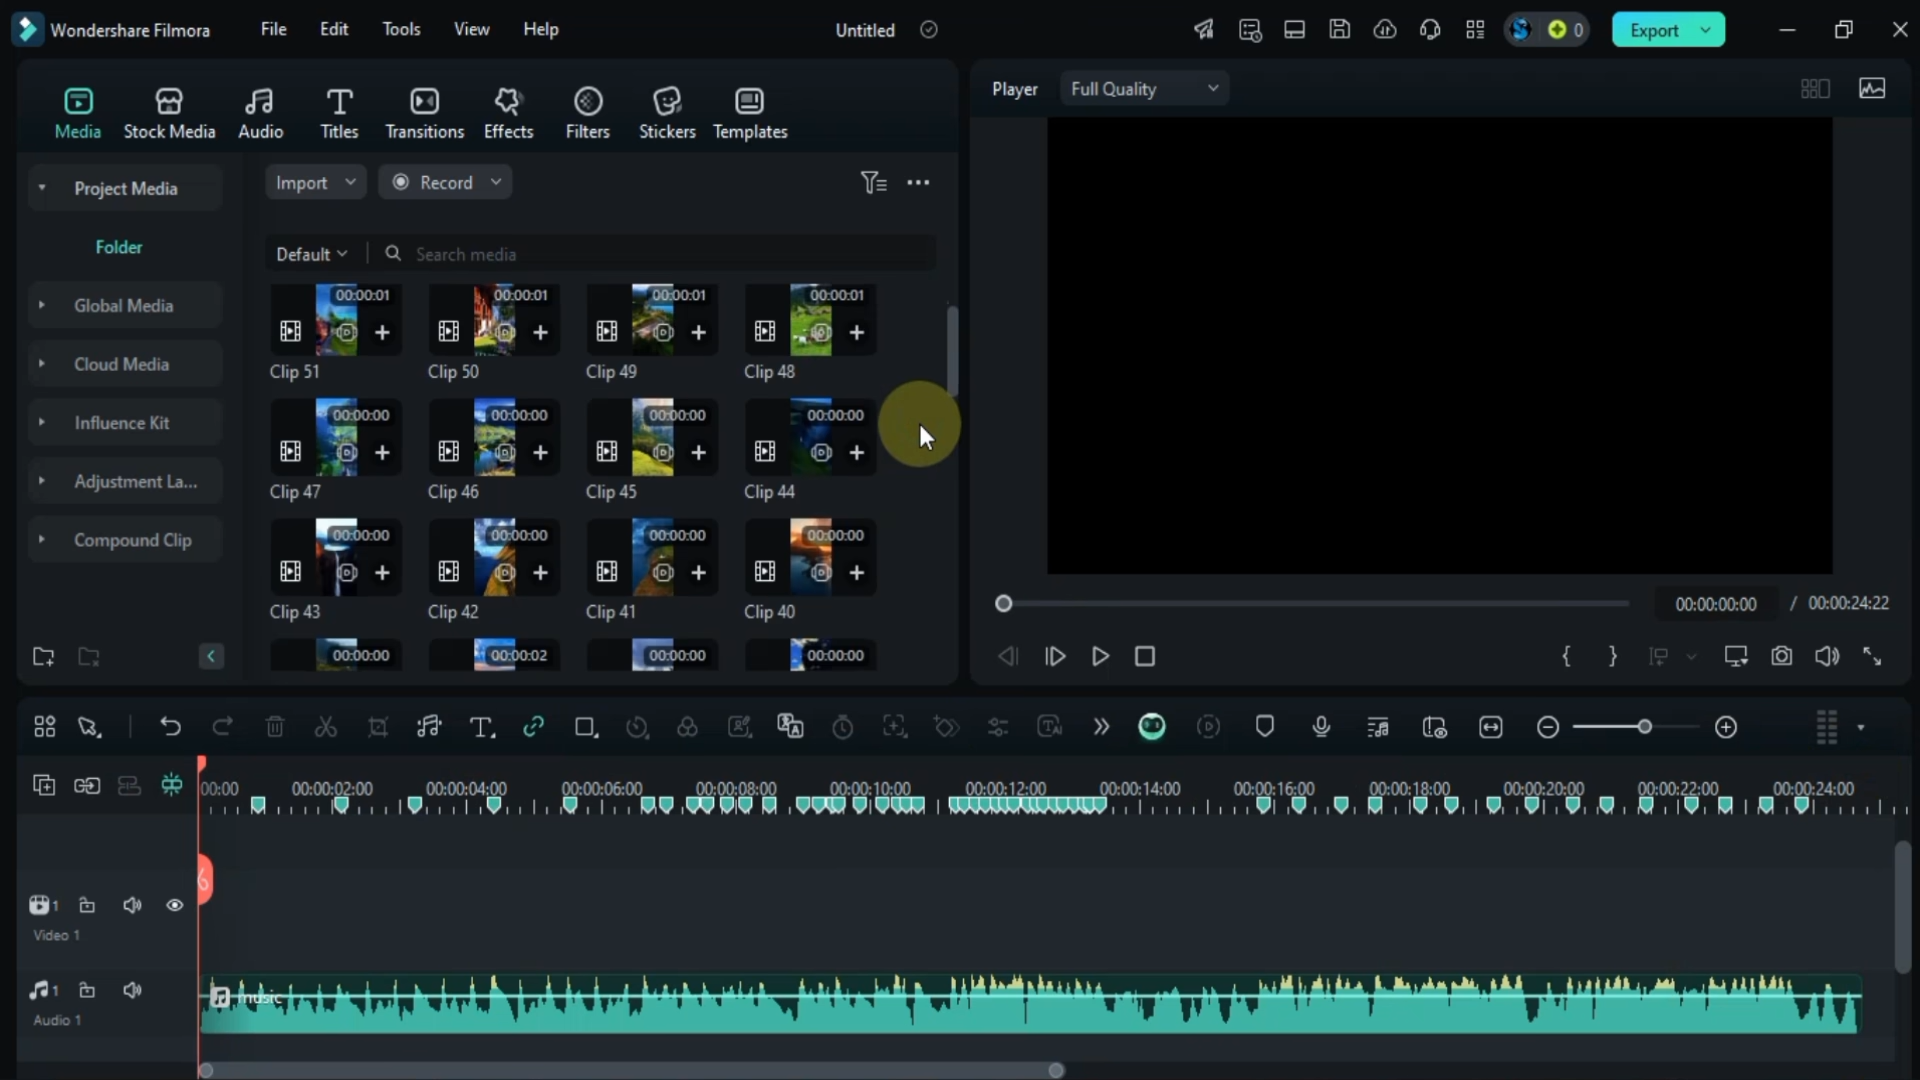 Wondershare Filmora
File
Edit
Tools
View
Help
Untitled
0
Export
Media
Stock Media
Audio
Titles
Transitions
Effects
Filters
Stickers
Templates
Player
Full Quality
Project Media
Folder
Global Media
Cloud Media
Influence Kit
Adjustment La...
Compound Clip
Import
Record
Default
Search media
00:00:01
00:00:01
00:00:01
00:00:01
Clip 51
Clip 50
Clip 49
Clip 48
00:00:00
00:00:00
00:00:00
00:00:00
Clip 47
Clip 46
Clip 45
Clip 44
00:00:00
00:00:00
00:00:00
00:00:00
Clip 43
Clip 42
Clip 41
Clip 40
00:00:00
00:00:02
00:00:00
00:00:00
00:00:00:00 / 00:00:24:22
00:00
00:00:02:00
00:00:04:00
00:00:06:00
00:00:08:00
00:00:10:00
00:00:12:00
00:00:14:00
00:00:16:00
00:00:18:00
00:00:20:00
00:00:22:00
00:00:24:00
1
Video 1
1
Audio 1
music